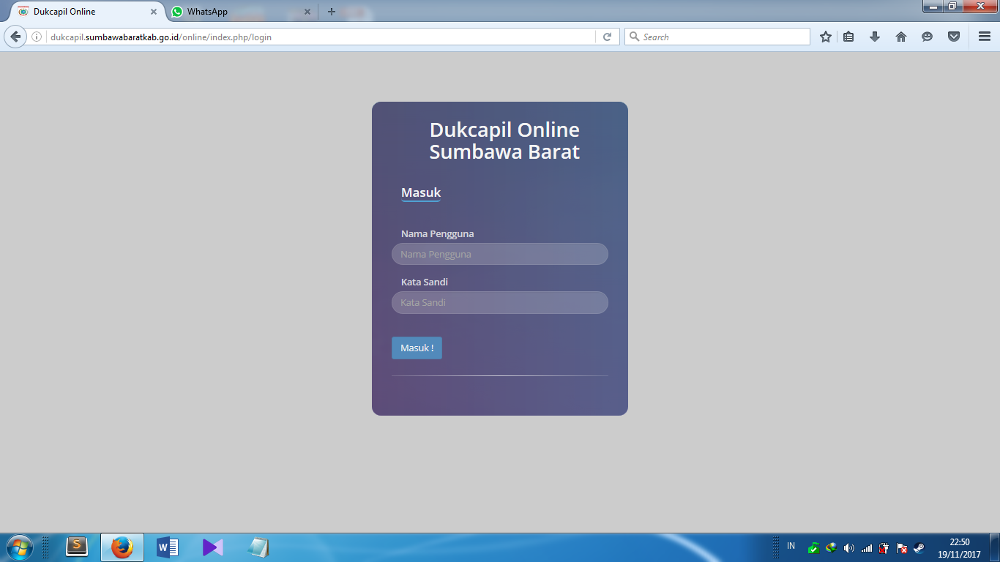 Dukcapil Online
WhatsApp
dukcapil.sumbawabaratkab.go.id/online/index.php/login
Search
Dukcapil Online
Sumbawa Barat
Masuk
Nama Pengguna
Nama Pengguna
Kata Sandi
Kata Sandi
Masuk !
IN
22:50
19/11/2017